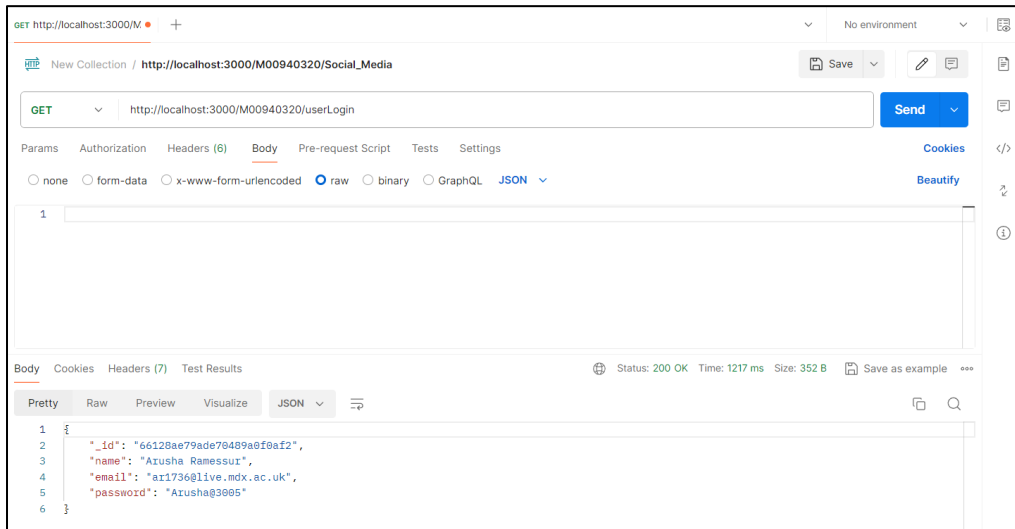 GET http://localhost:3000/M
No environment
New Collection / http://localhost:3000/M00940320/Social_Media
Save
GET http://localhost:3000/M00940320/userLogin
Send
Params Authorization Headers (6) Body Pre-request Script Tests Settings Cookies
none form-data x-www-form-urlencoded raw binary GraphQL JSON Beautify
1
Body Cookies Headers (7) Test Results Status: 200 OK Time: 1217 ms Size: 352 B Save as example
Pretty Raw Preview Visualize JSON
1 {
2 "_id": "66128ae79ade70489a0f0af2",
3 "name": "Arusha Ramessur",
4 "email": "ar1736@live.mdx.ac.uk",
5 "password": "Arusha@3005"
6 }